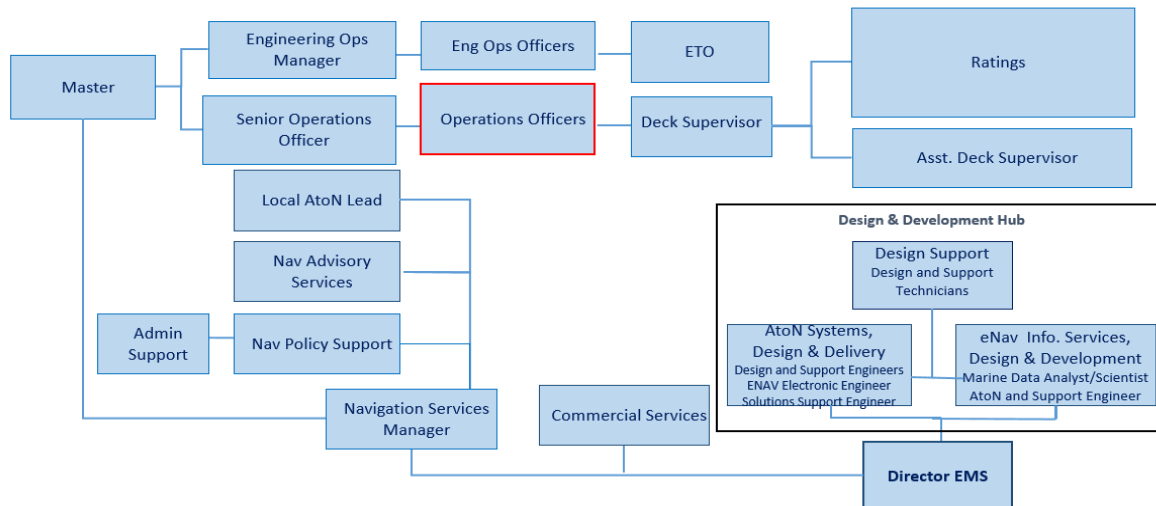 Engineering Ops
Manager
Eng Ops Officers
ETO
Ratings
Master
Senior Operations
Officer
Operations Officers
Deck Supervisor
Asst. Deck Supervisor
Local AtoN Lead
Design & Development Hub
Nav Advisory
Services
Design Support
Design and Support
Technicians
Admin
Support
Nav Policy Support
AtoN Systems,
Design & Delivery
Design and Support Engineers
ENAV Electronic Engineer
Solutions Support Engineer
eNav Info. Services,
Design & Development
Marine Data Analyst/Scientist
AtoN and Support Engineer
Navigation Services
Manager
Commercial Services
Director EMS